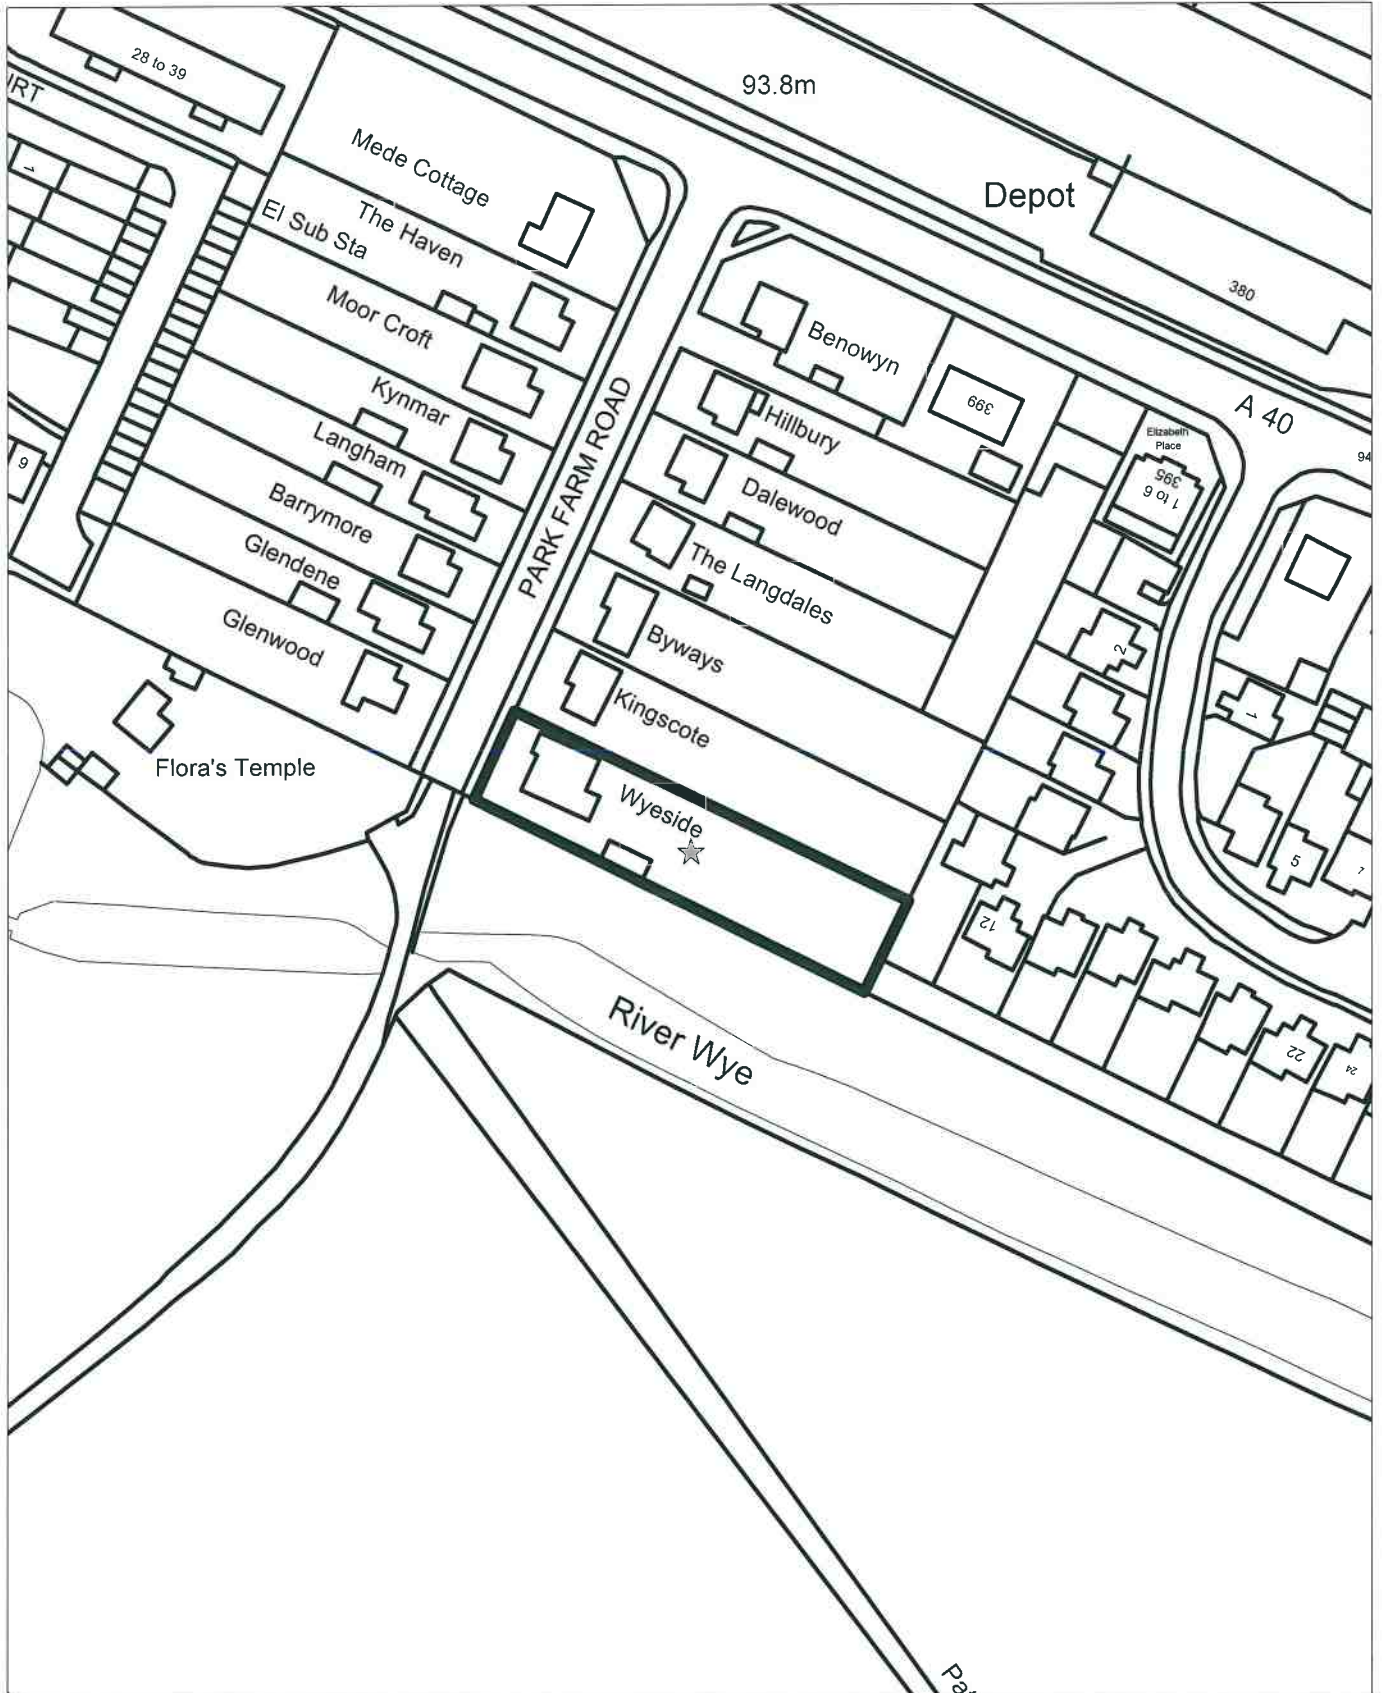 28 to 39
93.8m
Mede Cottage
Depot
1
The Haven
El Sub Sta
380
Moor Croft
Benowyn
399
A 40
Kynmar
Hillbury
Elizabeth
Place
395
1 to 6
94
Langham
PARK FARM ROAD
9
Barrymore
Dalewood
Glendene
The Langdales
Glenwood
Byways
2
Kingscote
1
Flora's Temple
Wyeside
5
7
12
River Wye
22
24